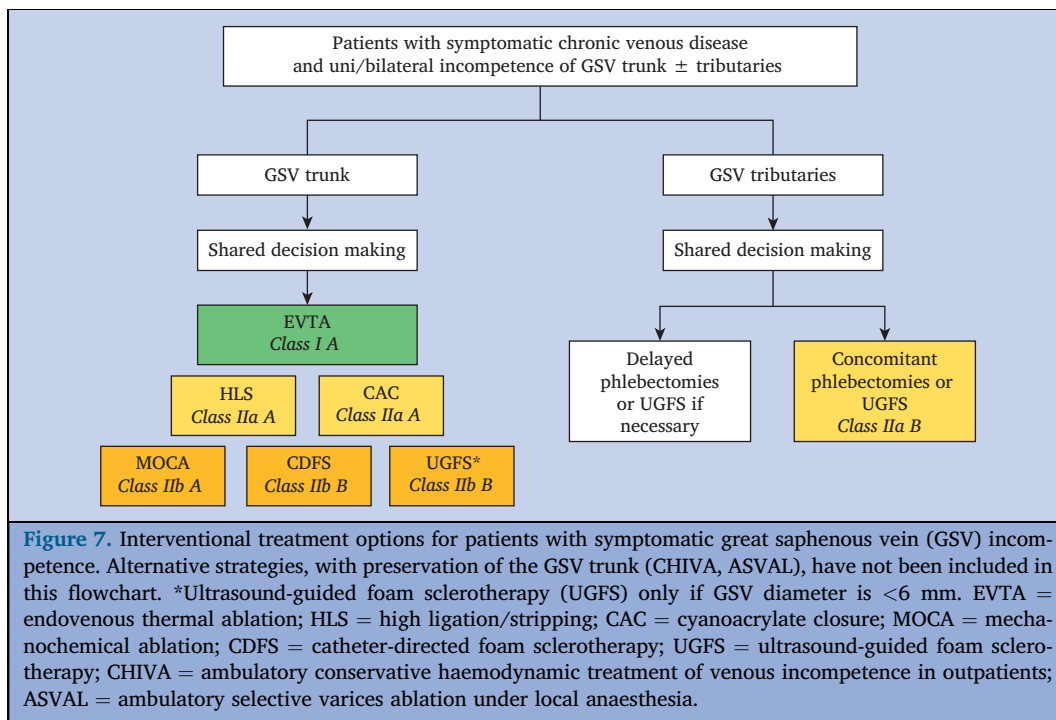 Patients with symptomatic chronic venous disease
and uni/bilateral incompetence of GSV trunk ± tributaries
GSV trunk
GSV tributaries
Shared decision making
Shared decision making
EVTA
Class I A
HLS
Class IIa A
CAC
Class IIa A
MOCA
Class IIb A
CDFS
Class IIb B
UGFS*
Class IIb B
Delayed
phlebectomies
or UGFS if
necessary
Concomitant
phlebectomies or
UGFS
Class IIa B
Figure 7. Interventional treatment options for patients with symptomatic great saphenous vein (GSV) incom-
petence. Alternative strategies, with preservation of the GSV trunk (CHIVA, ASVAL), have not been included in
this flowchart. *Ultrasound-guided foam sclerotherapy (UGFS) only if GSV diameter is <6 mm. EVTA =
endovenous thermal ablation; HLS = high ligation/stripping; CAC = cyanoacrylate closure; MOCA = mecha-
nochemical ablation; CDFS = catheter-directed foam sclerotherapy; UGFS = ultrasound-guided foam sclero-
therapy; CHIVA = ambulatory conservative haemodynamic treatment of venous incompetence in outpatients;
ASVAL = ambulatory selective varices ablation under local anaesthesia.